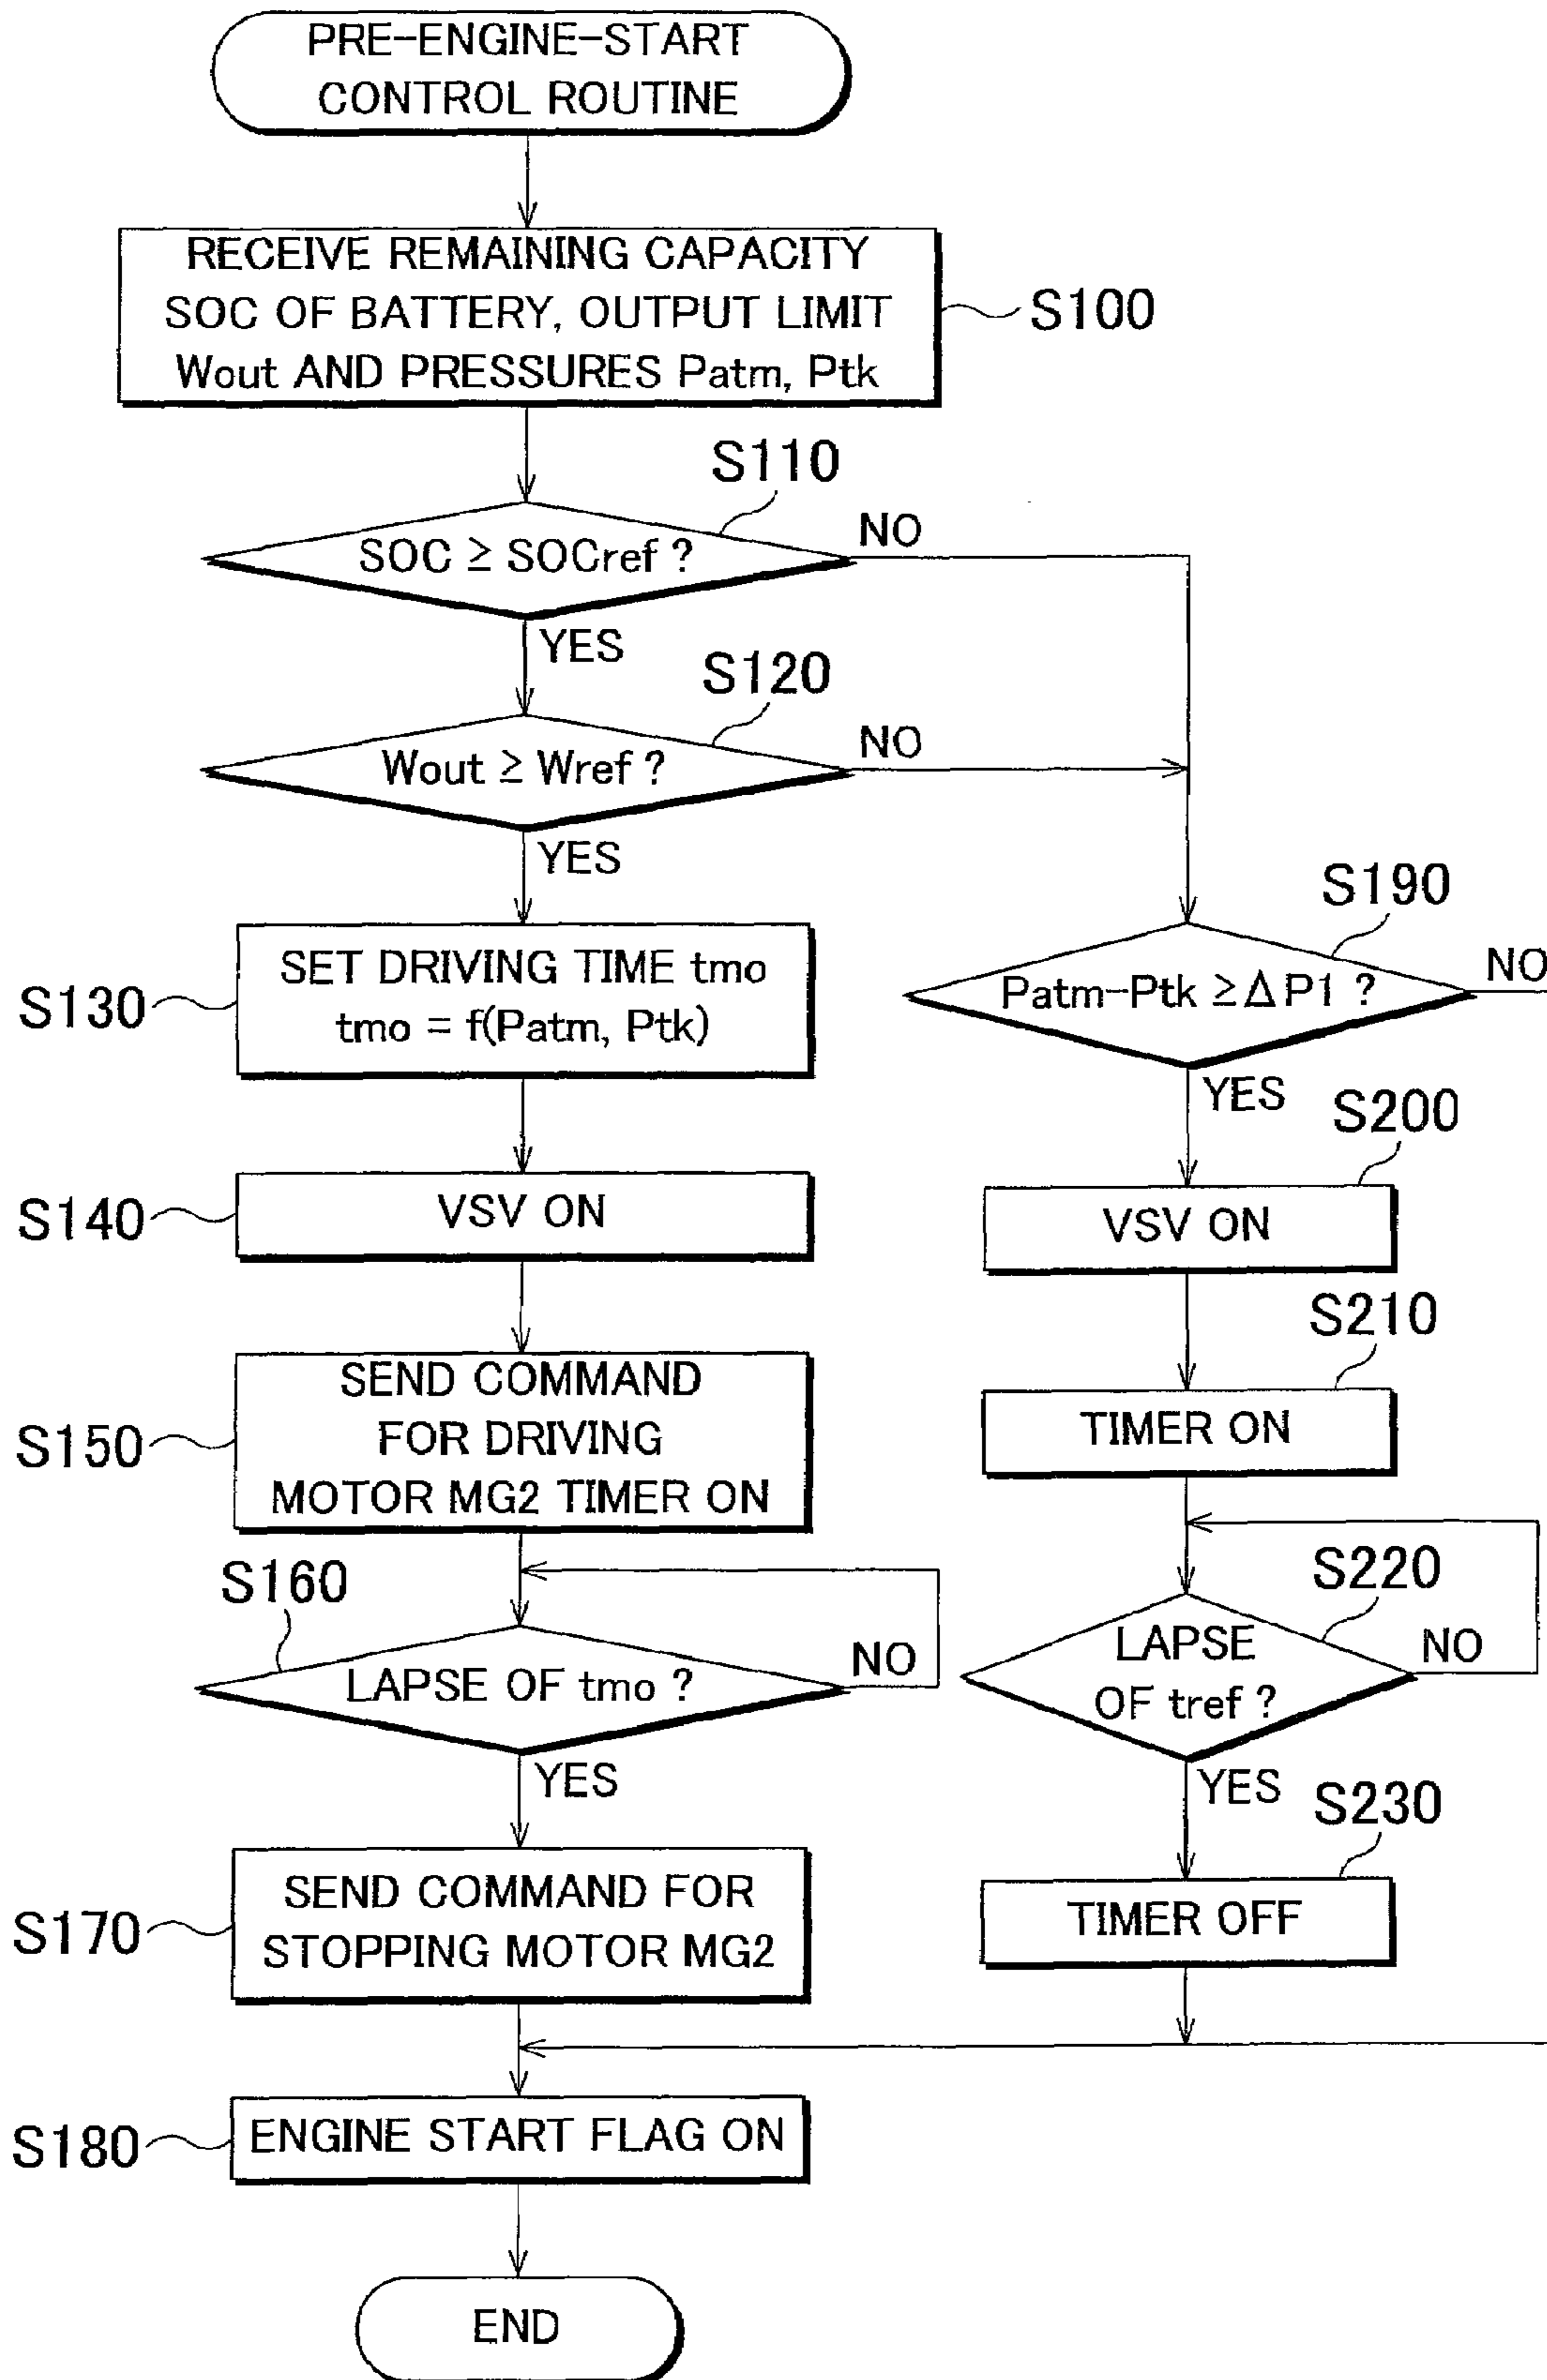 PRE-ENGINE-START
CONTROL ROUTINE
RECEIVE REMAINING CAPACITY
SOC OF BATTERY, OUTPUT LIMIT
Wout AND PRESSURES Patm, Ptk
S100
S110
SOC ≥ SOCref ?
NO
YES
S120
Wout ≥ Wref ?
NO
YES
S130
SET DRIVING TIME tmo
tmo = f(Patm, Ptk)
S140
VSV ON
S150
SEND COMMAND
FOR DRIVING
MOTOR MG2 TIMER ON
S160
LAPSE OF tmo ?
NO
YES
S170
SEND COMMAND FOR
STOPPING MOTOR MG2
S190
Patm-Ptk ≥ Δ P1 ?
NO
YES
S200
VSV ON
S210
TIMER ON
S220
LAPSE
OF tref ?
NO
YES
S230
TIMER OFF
S180
ENGINE START FLAG ON
END